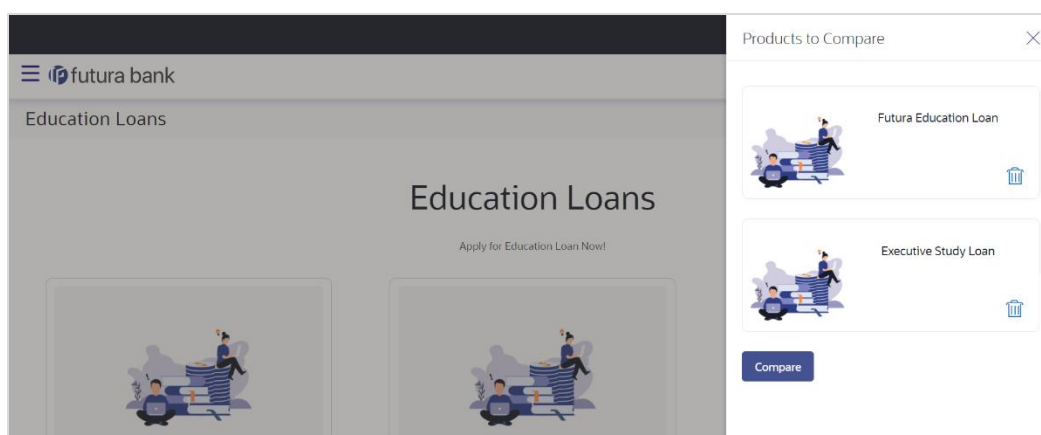 Products to Compare
futura bank
Education Loans
Education Loans
Apply for Education Loan Now!
Futura Education Loan
Executive Study Loan
Compare